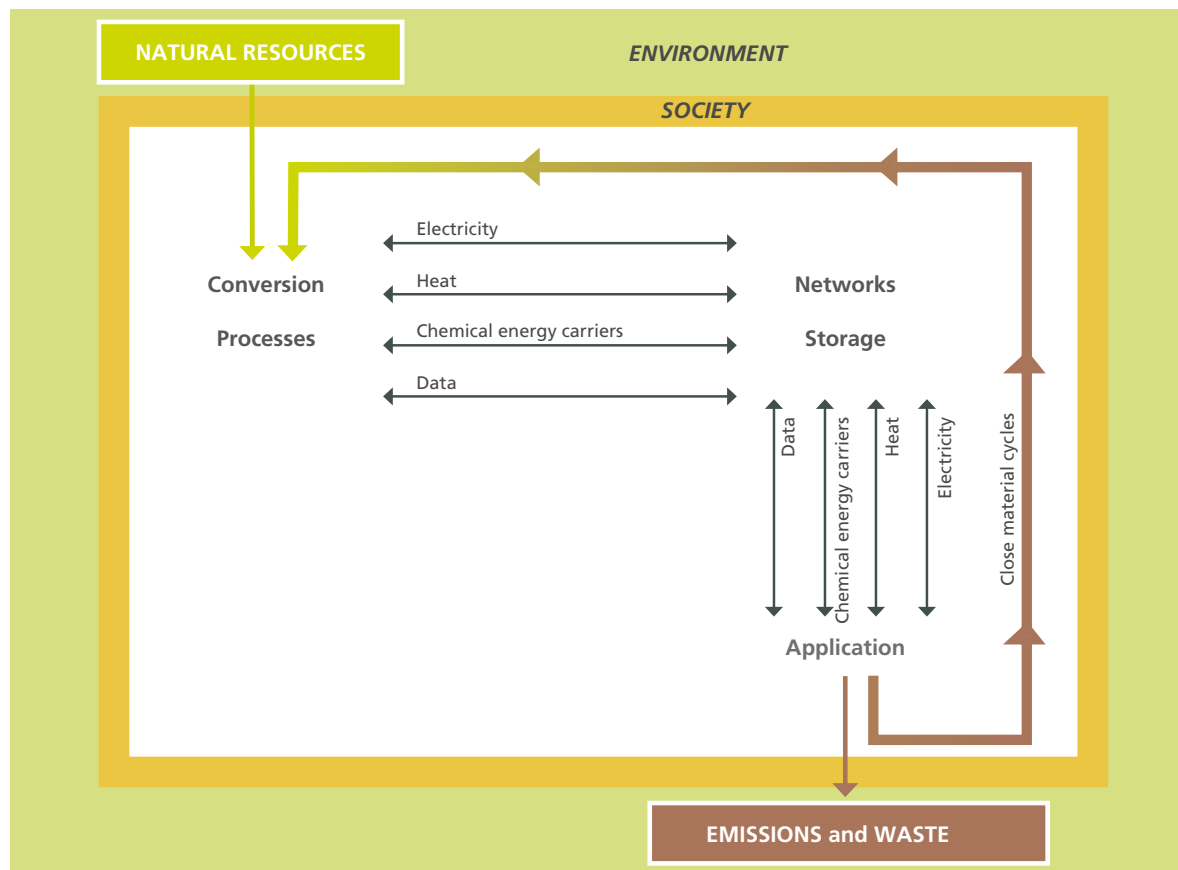 NATURAL RESOURCES
ENVIRONMENT
SOCIETY
Electricity
Conversion
Processes
Heat
Chemical energy carriers
Data
Networks
Storage
Data
Chemical energy carriers
Heat
Electricity
Close material cycles
Application
EMISSIONS and WASTE